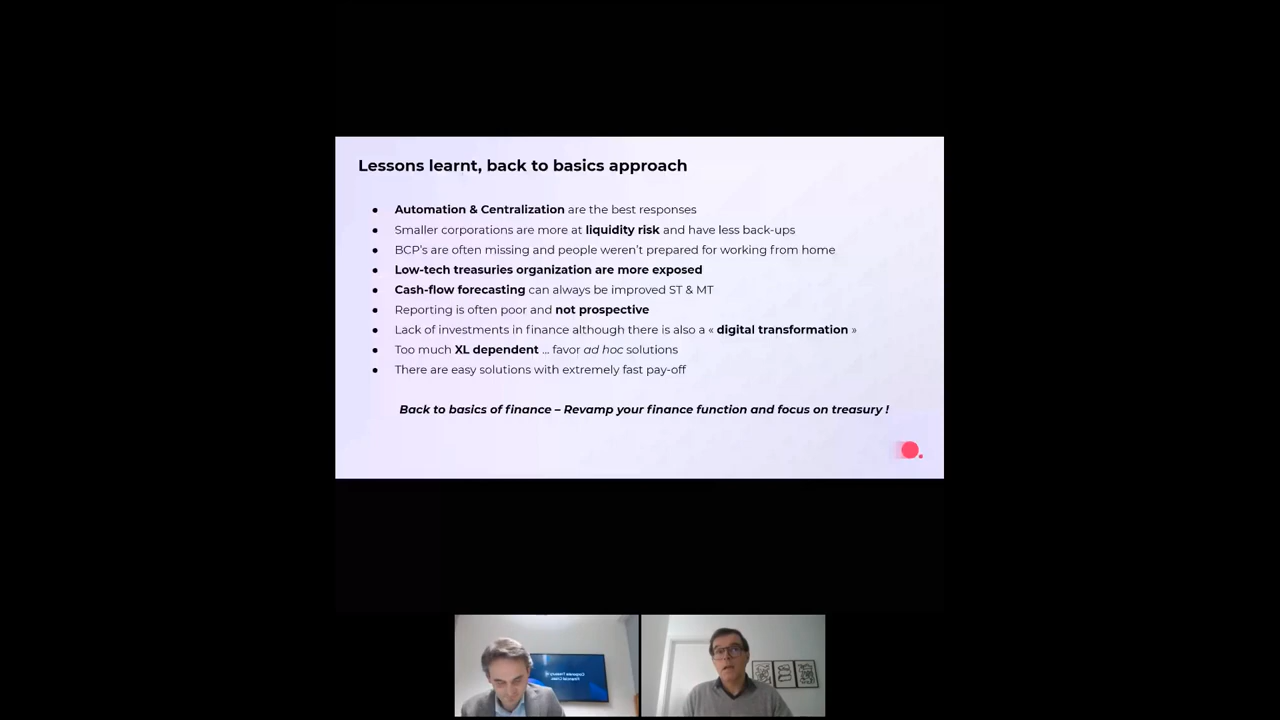 Lessons learnt, back to basics approach
● Automation & Centralization are the best responses
● Smaller corporations are more at liquidity risk and have less back-ups
● BCP's are often missing and people weren't prepared for working from home
● Low-tech treasuries organization are more exposed
● Cash-flow forecasting can always be improved ST & MT
● Reporting is often poor and not prospective
● Lack of investments in finance although there is also a « digital transformation »
● Too much XL dependent ... favor ad hoc solutions
● There are easy solutions with extremely fast pay-off
Back to basics of finance – Revamp your finance function and focus on treasury !
Corporate Treasury
Financial Crises